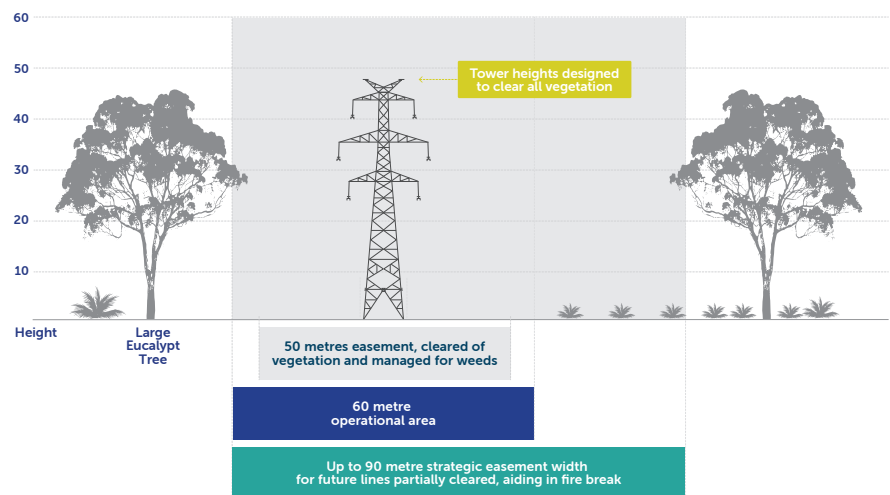 60
50
40
30
20
10
Tower heights designed
to clear all vegetation
Height
Large
Eucalypt
Tree
50 metres easement, cleared of
vegetation and managed for weeds
60 metre
operational area
Up to 90 metre strategic easement width
for future lines partially cleared, aiding in fire break